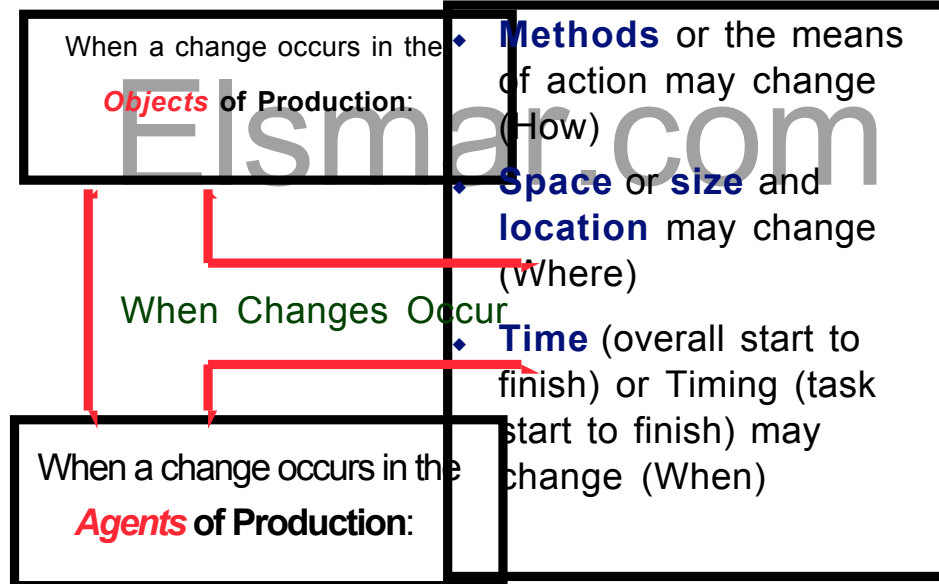 When a change occurs in the
Objects of Production:
Elsmar.com
When Changes Occur
When a change occurs in the
Agents of Production:
Methods or the means
of action may change
(How)
Space or size and
location may change
(Where)
Time (overall start to
finish) or Timing (task
start to finish) may
change (When)